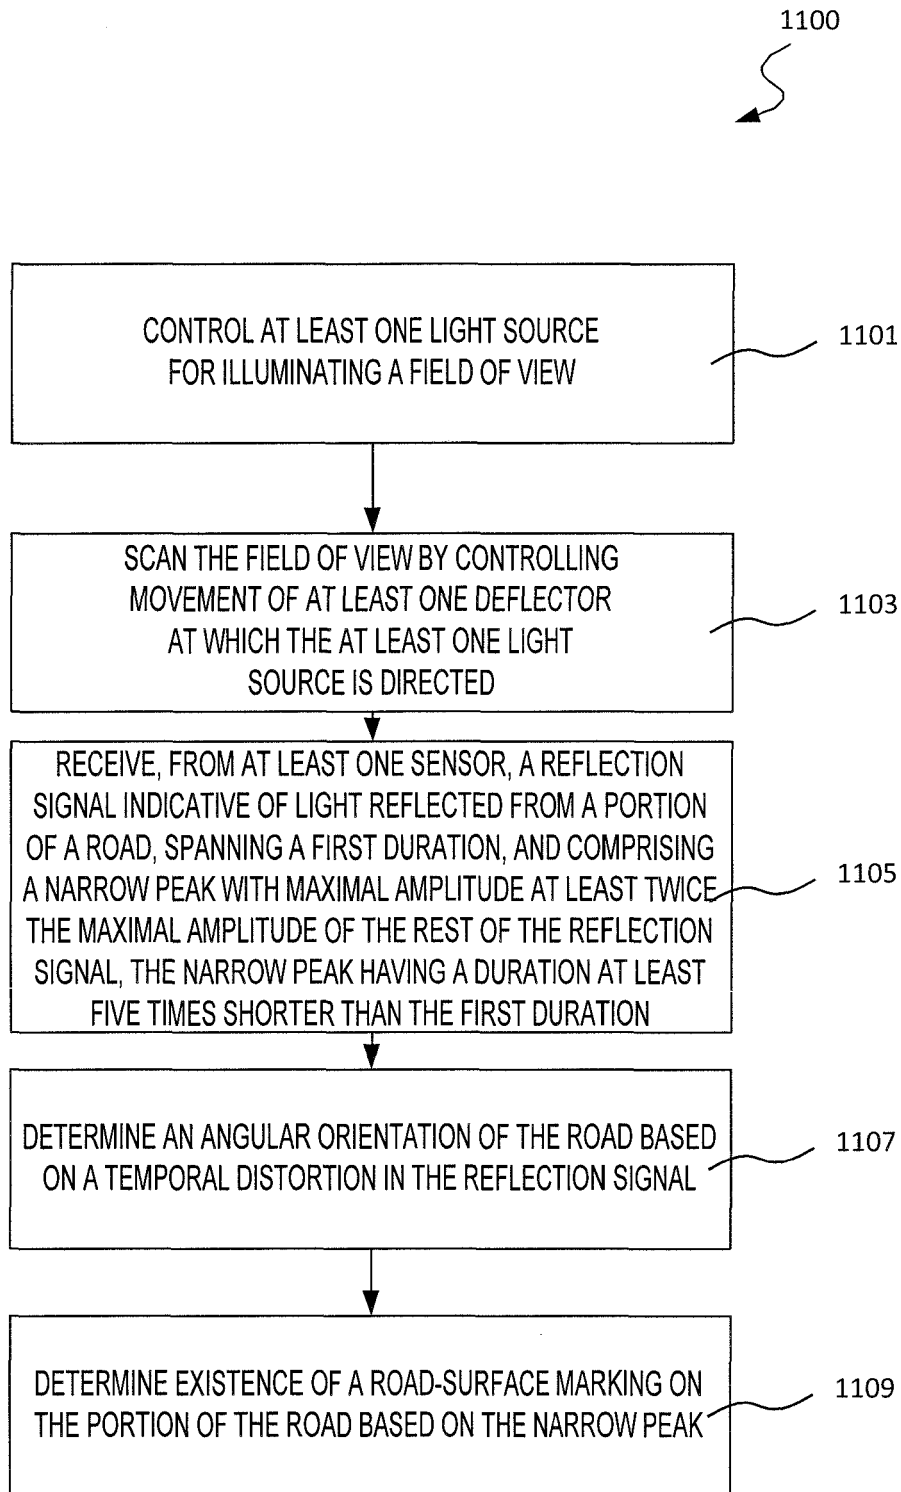 1100
CONTROL AT LEAST ONE LIGHT SOURCE
FOR ILLUMINATING A FIELD OF VIEW
1101
SCAN THE FIELD OF VIEW BY CONTROLLING
MOVEMENT OF AT LEAST ONE DEFLECTOR
AT WHICH THE AT LEAST ONE LIGHT
SOURCE IS DIRECTED
1103
RECEIVE, FROM AT LEAST ONE SENSOR, A REFLECTION
SIGNAL INDICATIVE OF LIGHT REFLECTED FROM A PORTION
OF A ROAD, SPANNING A FIRST DURATION, AND COMPRISING
A NARROW PEAK WITH MAXIMAL AMPLITUDE AT LEAST TWICE
THE MAXIMAL AMPLITUDE OF THE REST OF THE REFLECTION
SIGNAL, THE NARROW PEAK HAVING A DURATION AT LEAST
FIVE TIMES SHORTER THAN THE FIRST DURATION
1105
DETERMINE AN ANGULAR ORIENTATION OF THE ROAD BASED
ON A TEMPORAL DISTORTION IN THE REFLECTION SIGNAL
1107
DETERMINE EXISTENCE OF A ROAD-SURFACE MARKING ON
THE PORTION OF THE ROAD BASED ON THE NARROW PEAK
1109